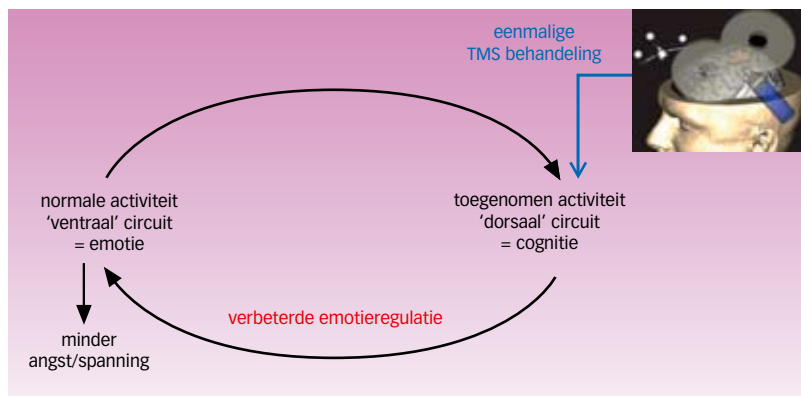 eenmalige
TMS behandeling
normale activiteit
‘ventraal’ circuit
= emotie
toegenomen activiteit
‘dorsaal’ circuit
= cognitie
verbeterde emotieregulatie
minder
angst/spanning